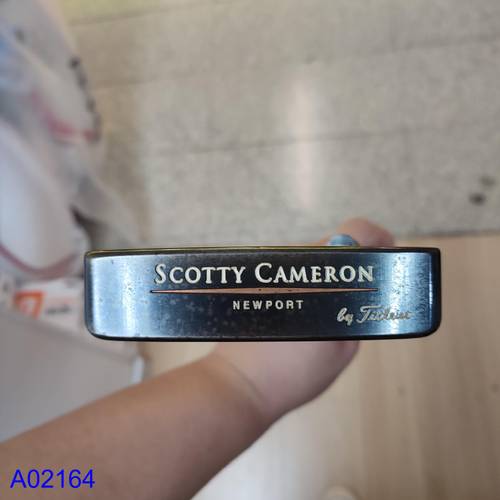 SCOTTY CAMERON
NEWPORT
by Titleist
A02164